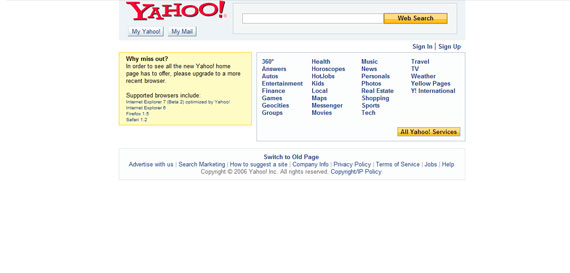 YAHOO!®
Web Search
My Yahoo! My Mail
Sign In | Sign Up
Why miss out?
In order to see all the new Yahoo! home
page has to offer, please upgrade to a more
recent browser.
Supported browsers include:
Internet Explorer 7 (Beta 2) optimized by Yahoo!
Internet Explorer 6
Firefox 1.5
Safari 1.2
360°
Answers
Autos
Entertainment
Finance
Games
Geocities
Groups
Health
Horoscopes
HotJobs
Kids
Local
Maps
Messenger
Movies
Music
News
Personals
Photos
Real Estate
Shopping
Sports
Tech
Travel
TV
Weather
Yellow Pages
Y! International
All Yahoo! Services
Switch to Old Page
Advertise with us : Search Marketing | How to suggest a site | Company Info | Privacy Policy | Terms of Service | Jobs | Help
Copyright © 2006 Yahoo! Inc. All rights reserved. Copyright/IP Policy